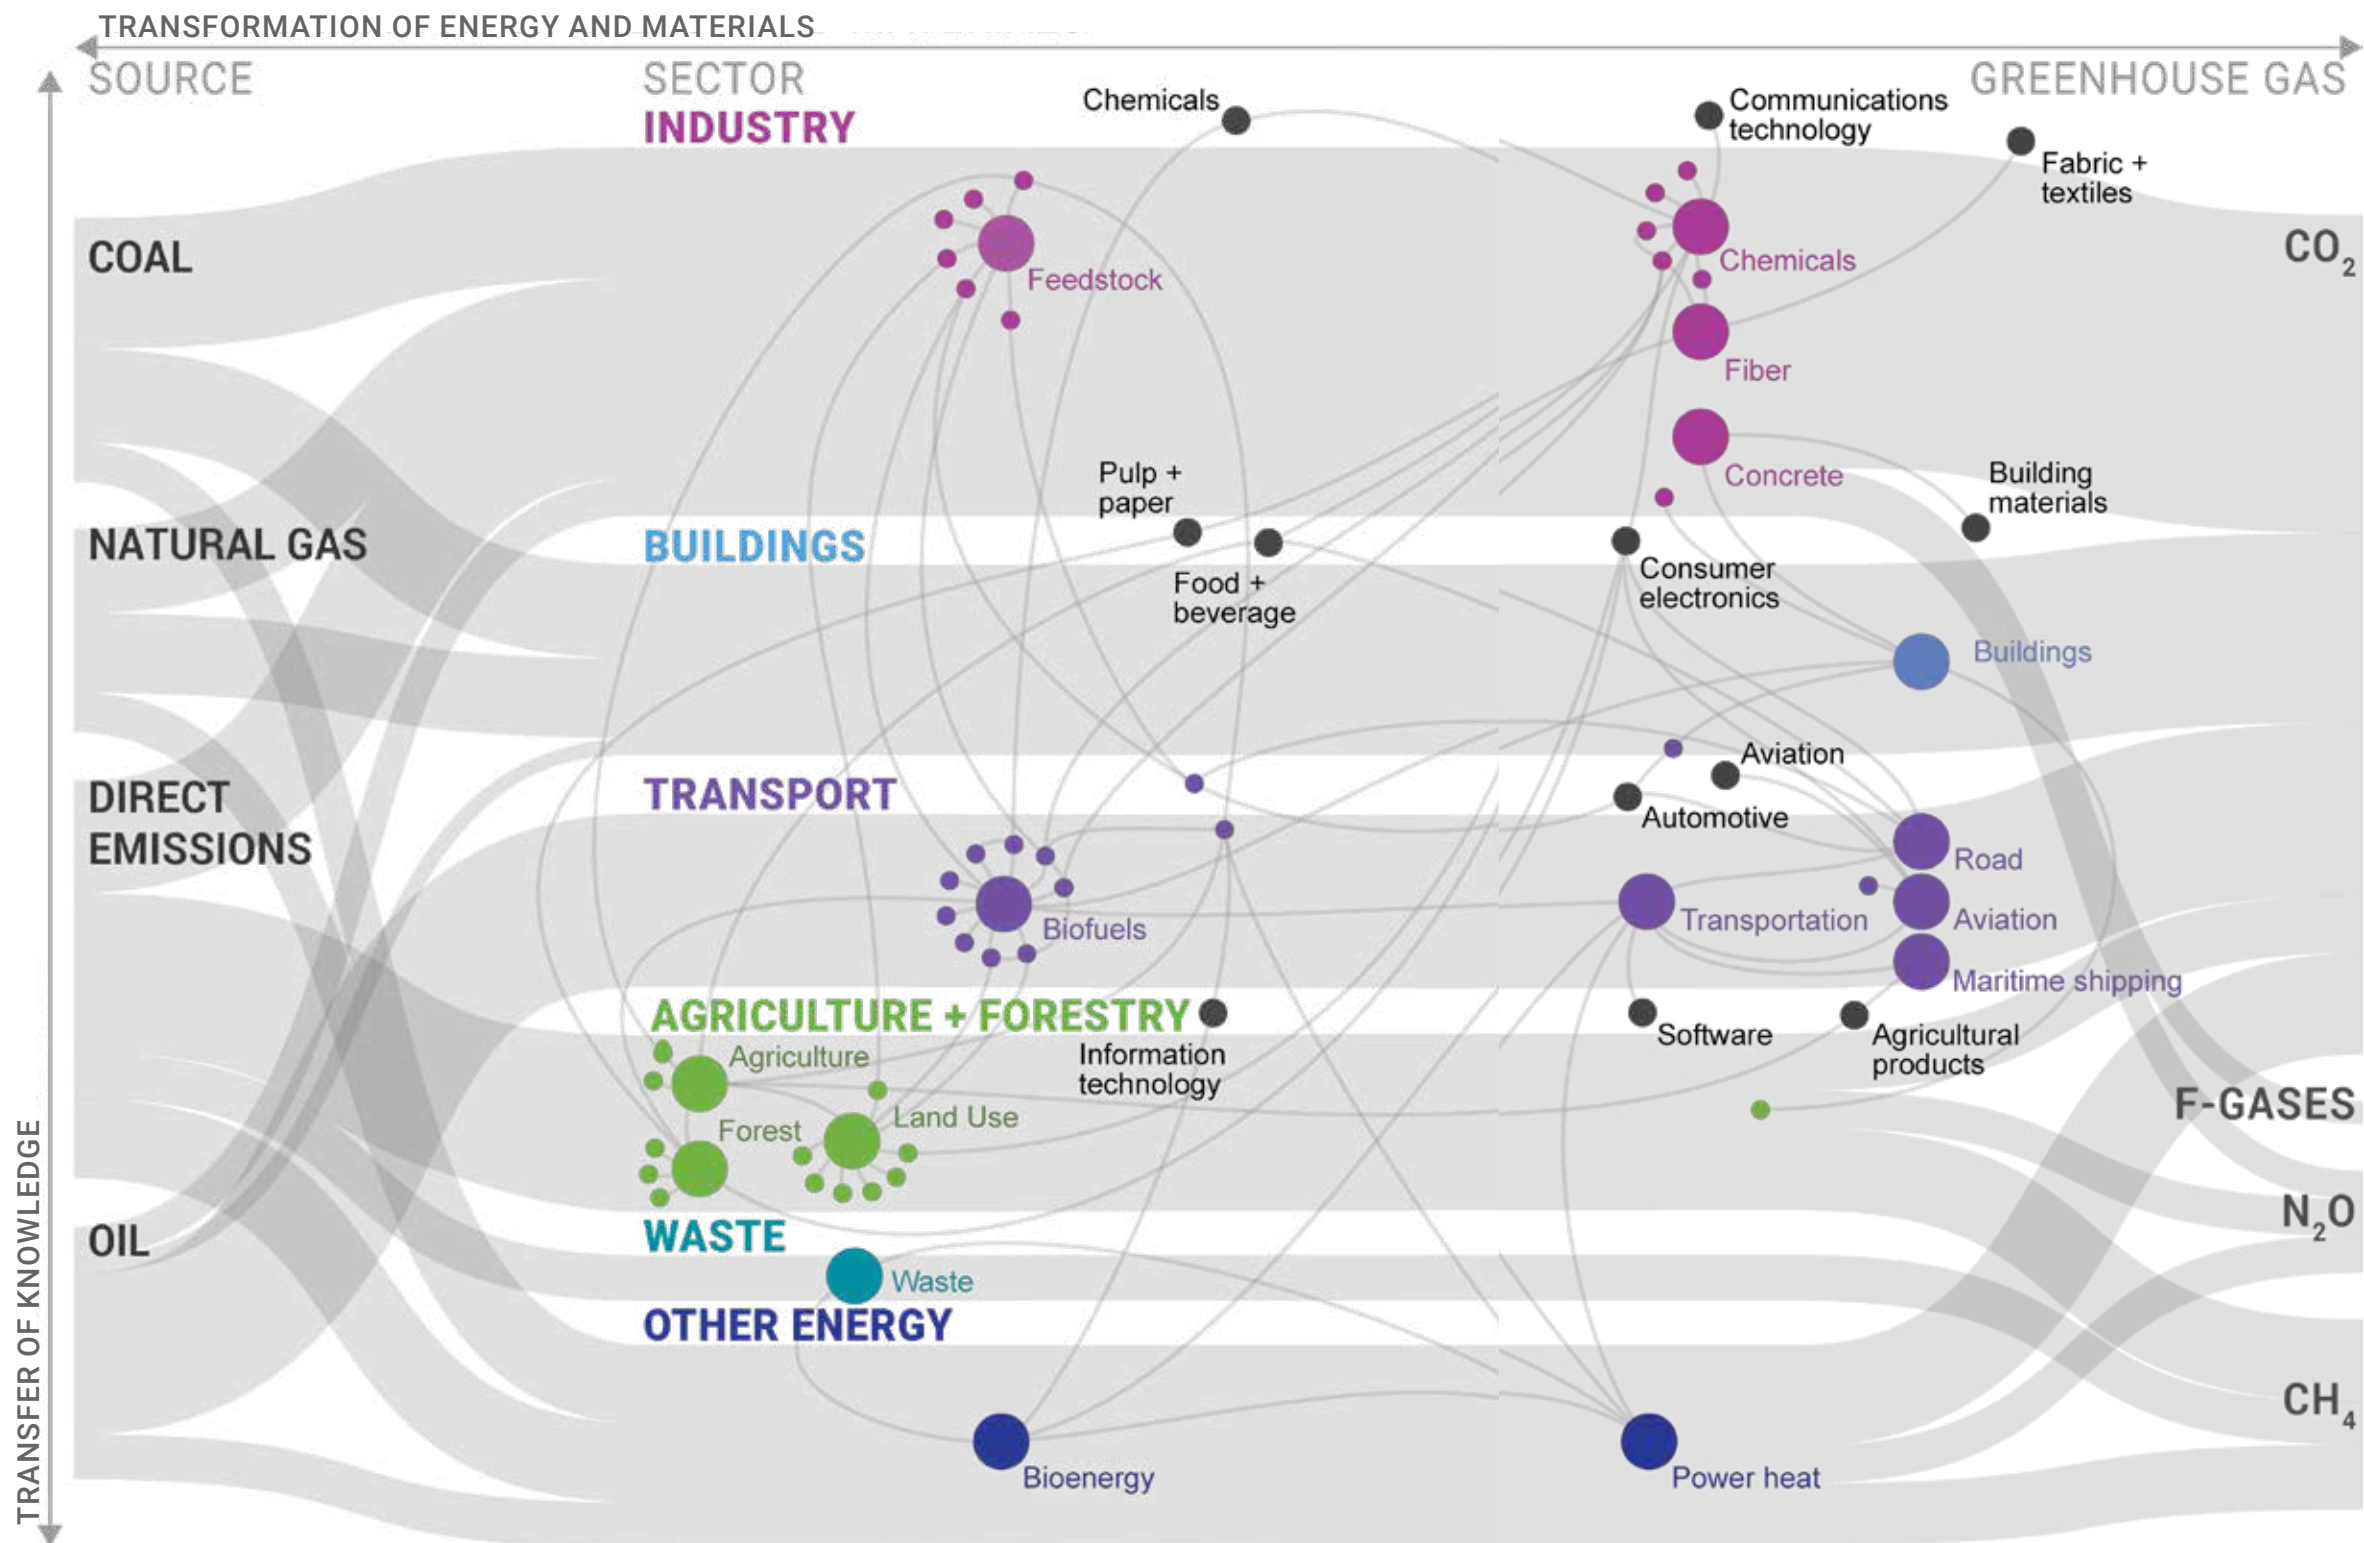 TRANSFORMATION OF ENERGY AND MATERIALS
SOURCE
SECTOR
GREENHOUSE GAS
INDUSTRY
Chemicals
Communications
technology
Fabric +
textiles
COAL
CO₂
Feedstock
Chemicals
Fiber
Concrete
Pulp +
paper
Building
materials
NATURAL GAS
BUILDINGS
Food +
beverage
Consumer
electronics
Buildings
DIRECT
EMISSIONS
TRANSPORT
Aviation
Automotive
Road
Biofuels
Transportation
Aviation
Maritime shipping
AGRICULTURE + FORESTRY
Information
technology
Software
Agricultural
products
Agriculture
Forest
Land Use
F-GASES
TRANSFER OF KNOWLEDGE
OIL
WASTE
N₂O
Waste
OTHER ENERGY
CH₄
Bioenergy
Power heat